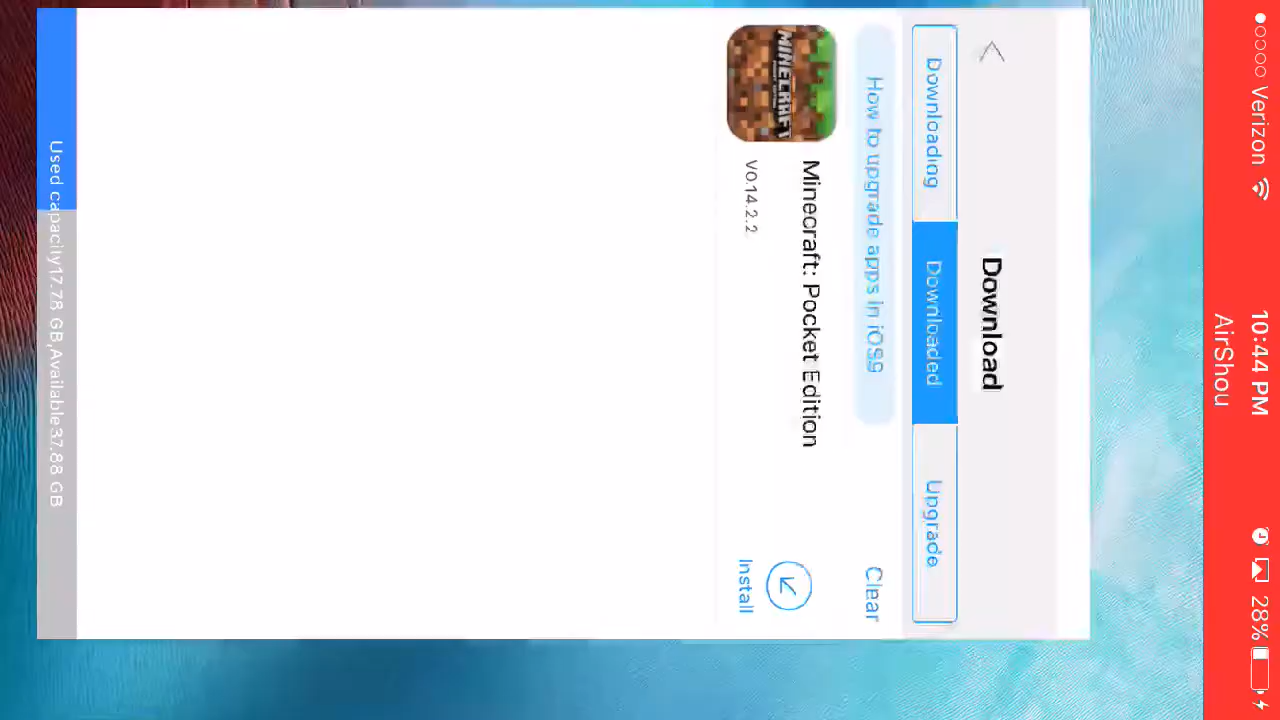 ●○○○○ Verizon 10:44 PM 28%
AirShou
Download
Downloading Downloaded Upgrade
How to upgrade apps in iOS9 Clear
MINECRAFT
Minecraft: Pocket Edition
V0.14.2.2
Install
Used capacity17.78 GB,Available37.88 GB